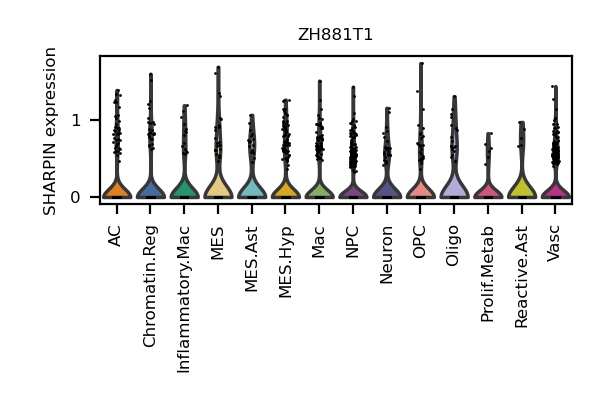 ZH881T1
SHARPIN expression
1
0
AC
Chromatin.Reg
Inflammatory.Mac
MES
MES.Ast
MES.Hyp
Mac
NPC
Neuron
OPC
Oligo
Prolif.Metab
Reactive.Ast
Vasc